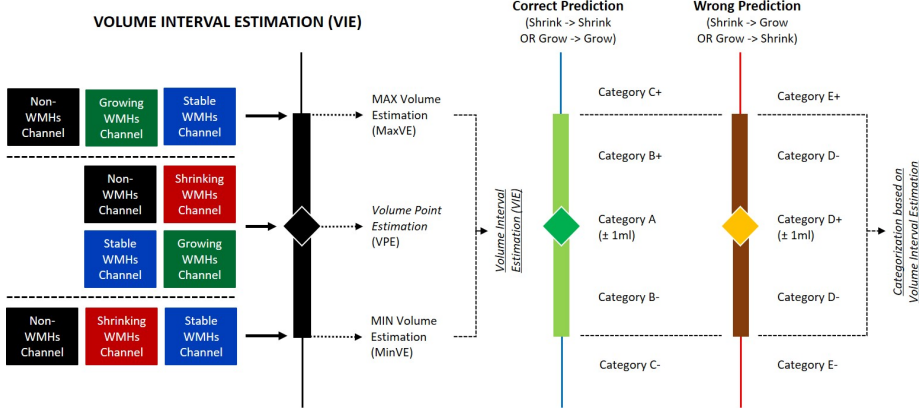 VOLUME INTERVAL ESTIMATION (VIE)
Non-
WMHs
Channel
Growing
WMHs
Channel
Stable
WMHs
Channel
MAX Volume
Estimation
(MaxVE)
Non-
WMHs
Channel
Shrinking
WMHs
Channel
Stable
WMHs
Channel
Growing
WMHs
Channel
Volume Point
Estimation
(VPE)
Non-
WMHs
Channel
Shrinking
WMHs
Channel
Stable
WMHs
Channel
MIN Volume
Estimation
(MinVE)
Volume Interval
Estimation (VIE)
Correct Prediction
(Shrink -> Shrink
OR Grow -> Grow)
Category C+
Category B+
Category A
(± 1ml)
Category B-
Category C-
Wrong Prediction
(Shrink -> Grow
OR Grow -> Shrink)
Category E+
Category D-
Category D+
(± 1ml)
Category D-
Category E-
Categorization based on
Volume Interval Estimation